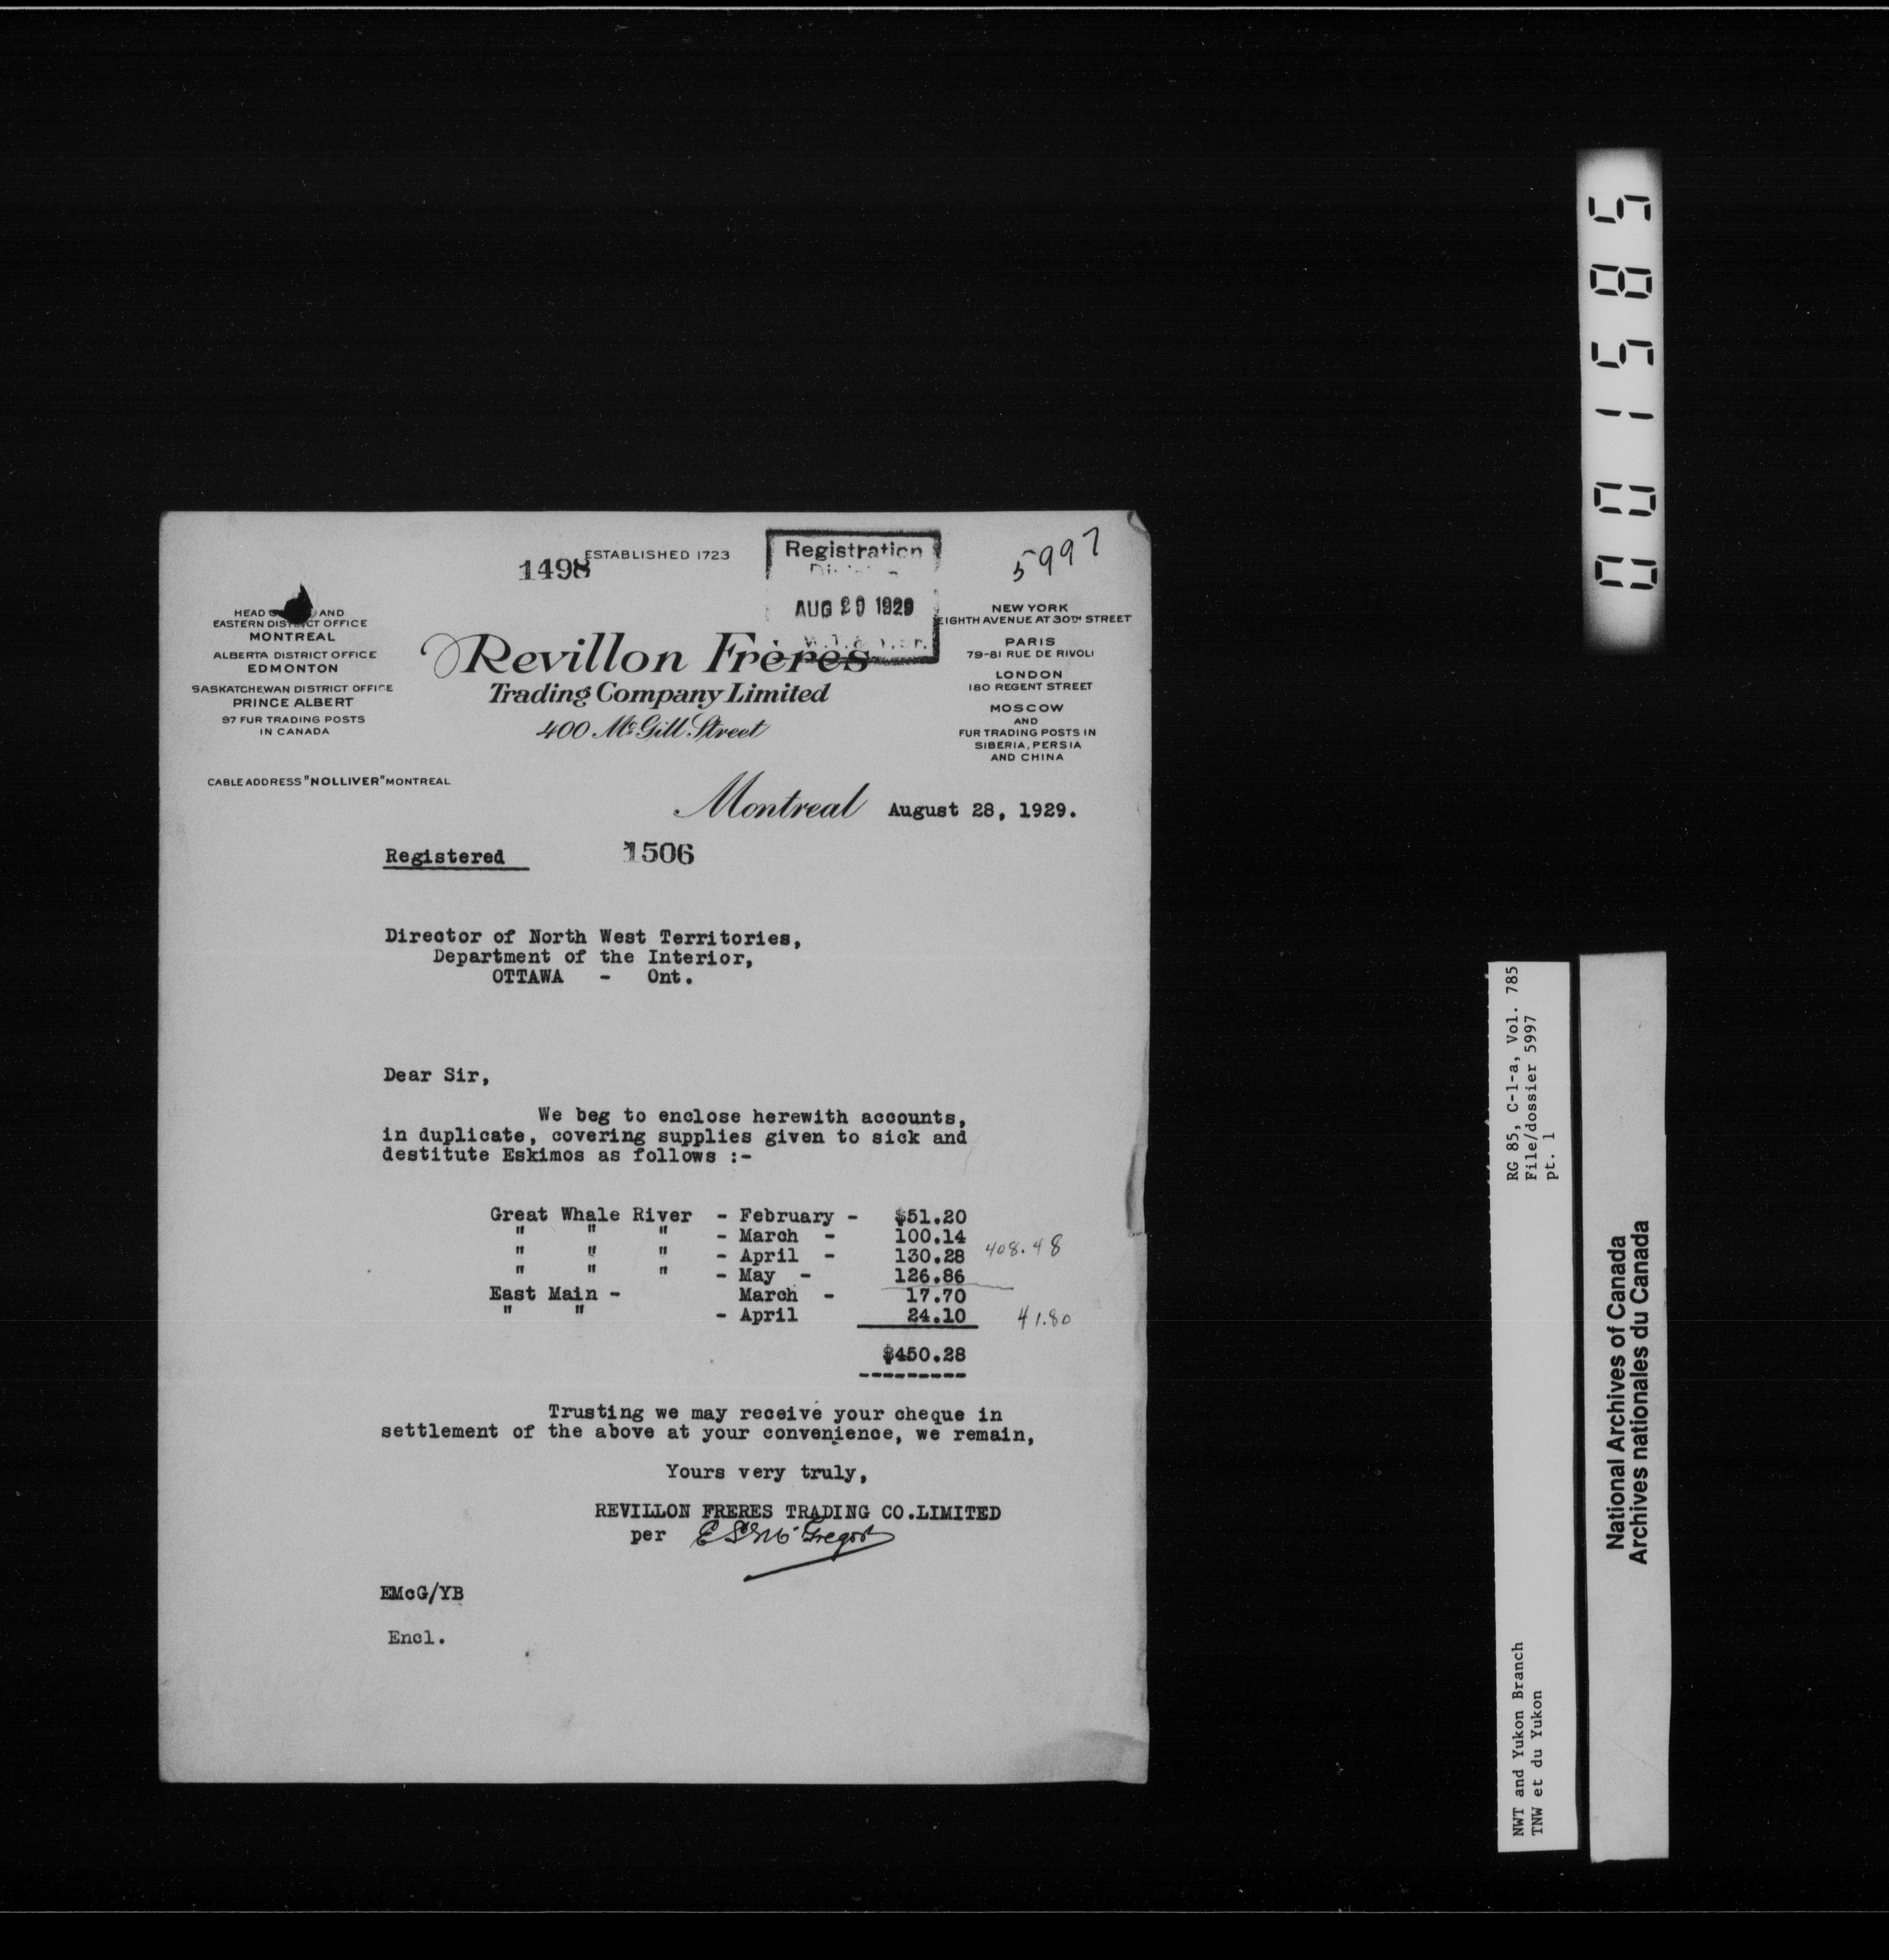 ESTABLISHED 1723
1498
Registration
AUG 29 1929
5997
HEAD AND
EASTERN DISTRICT OFFICE
MONTREAL
ALBERTA DISTRICT OFFICE
EDMONTON
SASKATCHEWAN DISTRICT OFFICE
PRINCE ALBERT
97 FUR TRADING POSTS
IN CANADA
Revillon Frères
Trading Company Limited
400 McGill Street
NEW YORK
EIGHTH AVENUE AT 30TH STREET
PARIS
79-81 RUE DE RIVOLI
LONDON
180 REGENT STREET
MOSCOW
AND
FUR TRADING POSTS IN
SIBERIA, PERSIA
AND CHINA
CABLE ADDRESS "NOLLIVER" MONTREAL
Montreal August 28, 1929.
Registered 1506
Director of North West Territories,
Department of the Interior,
OTTAWA - Ont.
Dear Sir,
We beg to enclose herewith accounts,
in duplicate, covering supplies given to sick and
destitute Eskimos as follows :-
Great Whale River - February - $51.20
" " " - March - 100.14
" " " - April - 130.28 408.48
" " " - May - 126.86
East Main - March - 17.70
" " - April 24.10 41.80
$450.28
Trusting we may receive your cheque in
settlement of the above at your convenience, we remain,
Yours very truly,
REVILLON FRERES TRADING CO.LIMITED
per E S McGregor
EMcG/YB
Encl.
001585
RG 85, C-1-a, Vol. 785
File/dossier 5997
pt. 1
NWT and Yukon Branch
TNW et du Yukon
National Archives of Canada
Archives nationales du Canada